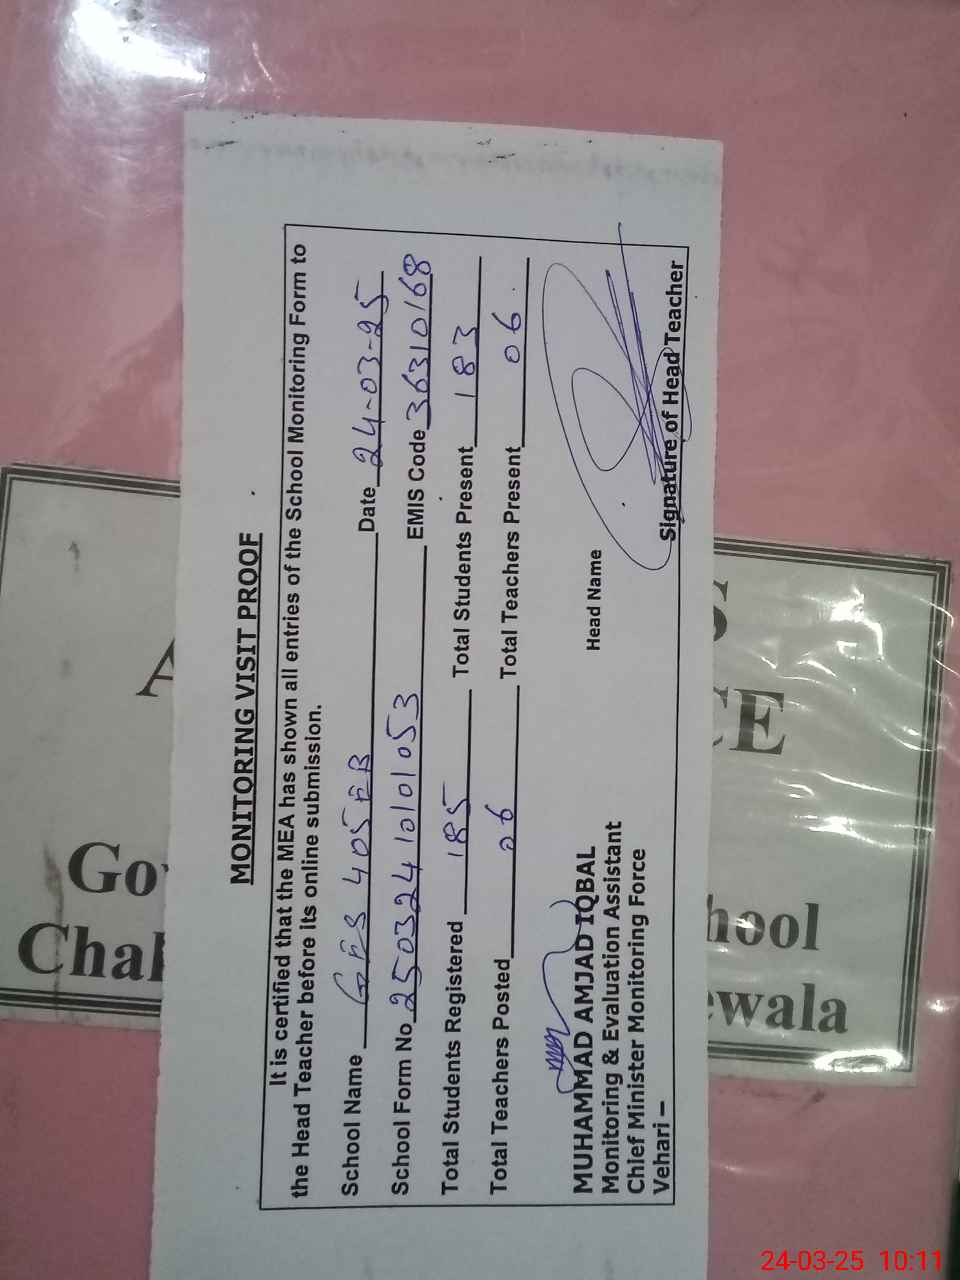 MONITORING VISIT PROOF
It is certified that the MEA has shown all entries of the School Monitoring Form to
the Head Teacher before its online submission.
School Name GES 405 EB Date 24-03-25
School Form No 25032410101053 EMIS Code 36310168
Total Students Registered 185 Total Students Present 183
Total Teachers Posted 06 Total Teachers Present 06
MUHAMMAD AMJAD IQBAL Head Name
Monitoring & Evaluation Assistant
Chief Minister Monitoring Force
Vehari – Signature of Head Teacher
A S
CE
Gov hool
Chak ewala
24-03-25 10:11